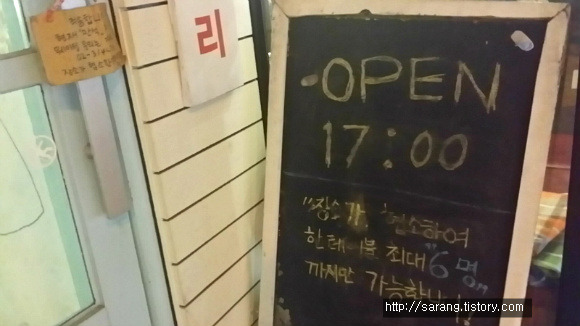 리
OPEN
17:00
"장소가 협소하여
한테이블 최대 "6명"
까지만 가능합니다
http://sarang.tistory.com